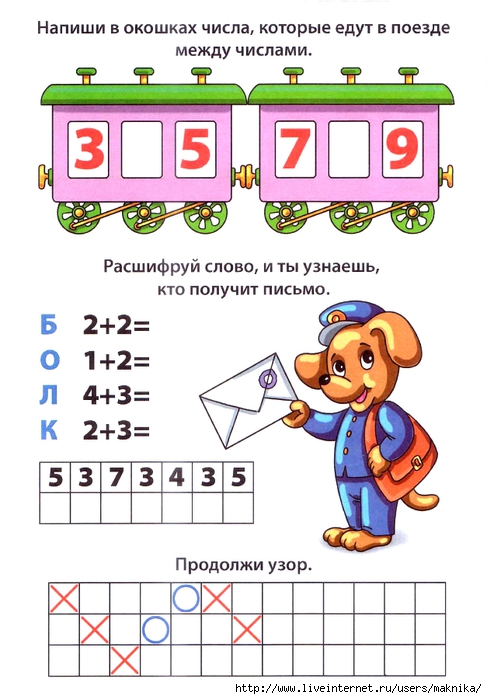 Напиши в окошках числа, которые едут в поезде
между числами.
3 5 7 9
Расшифруй слово, и ты узнаешь,
кто получит письмо.
Б 2+2=
О 1+2=
Л 4+3=
К 2+3=
5 3 7 3 4 3 5
Продолжи узор.
http://www.liveinternet.ru/users/maknika/